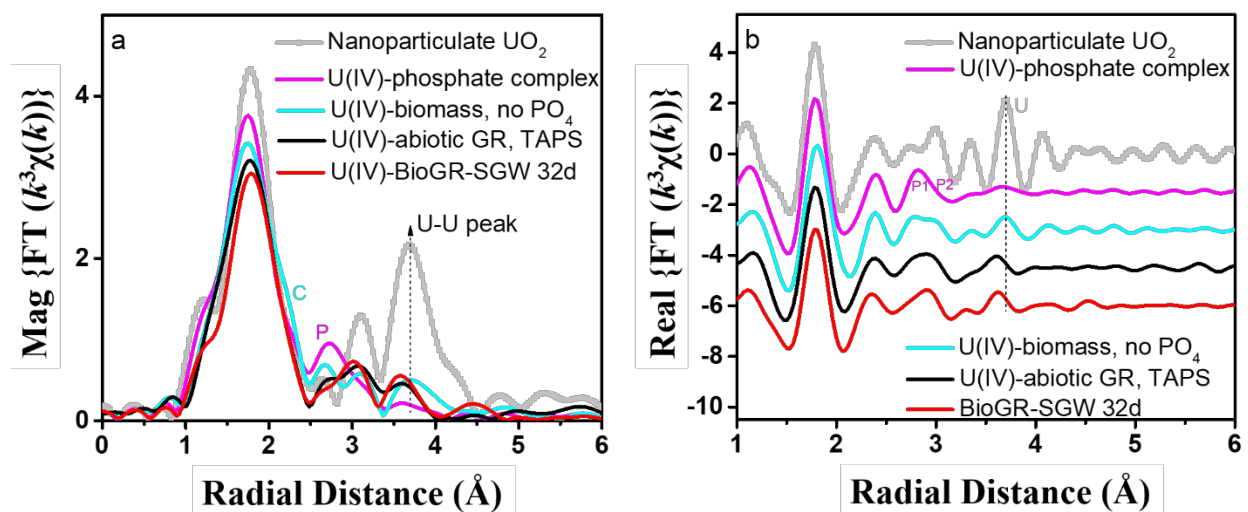 a
Nanoparticulate UO₂
U(IV)-phosphate complex
U(IV)-biomass, no PO₄
U(IV)-abiotic GR, TAPS
U(IV)-BioGR-SGW 32d
U-U peak
C
P
4
2
0
0 1 2 3 4 5 6
Mag {FT (k³χ(k))}
Radial Distance (Å)
b
Nanoparticulate UO₂
U(IV)-phosphate complex
U
P1 P2
U(IV)-biomass, no PO₄
U(IV)-abiotic GR, TAPS
BioGR-SGW 32d
4
2
0
-2
-4
-6
-8
-10
1 2 3 4 5 6
Real {FT (k³χ(k))}
Radial Distance (Å)